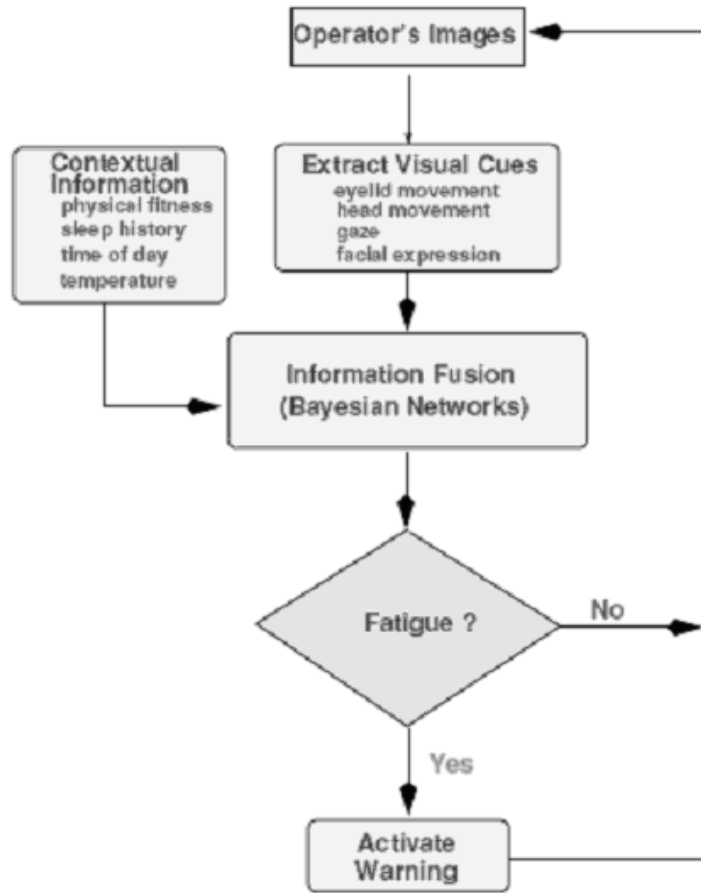 Operator's Images
Extract Visual Cues
eyelid movement
head movement
gaze
facial expression
Contextual
Information
physical fitness
sleep history
time of day
temperature
Information Fusion
(Bayesian Networks)
Fatigue ?
No
Yes
Activate
Warning